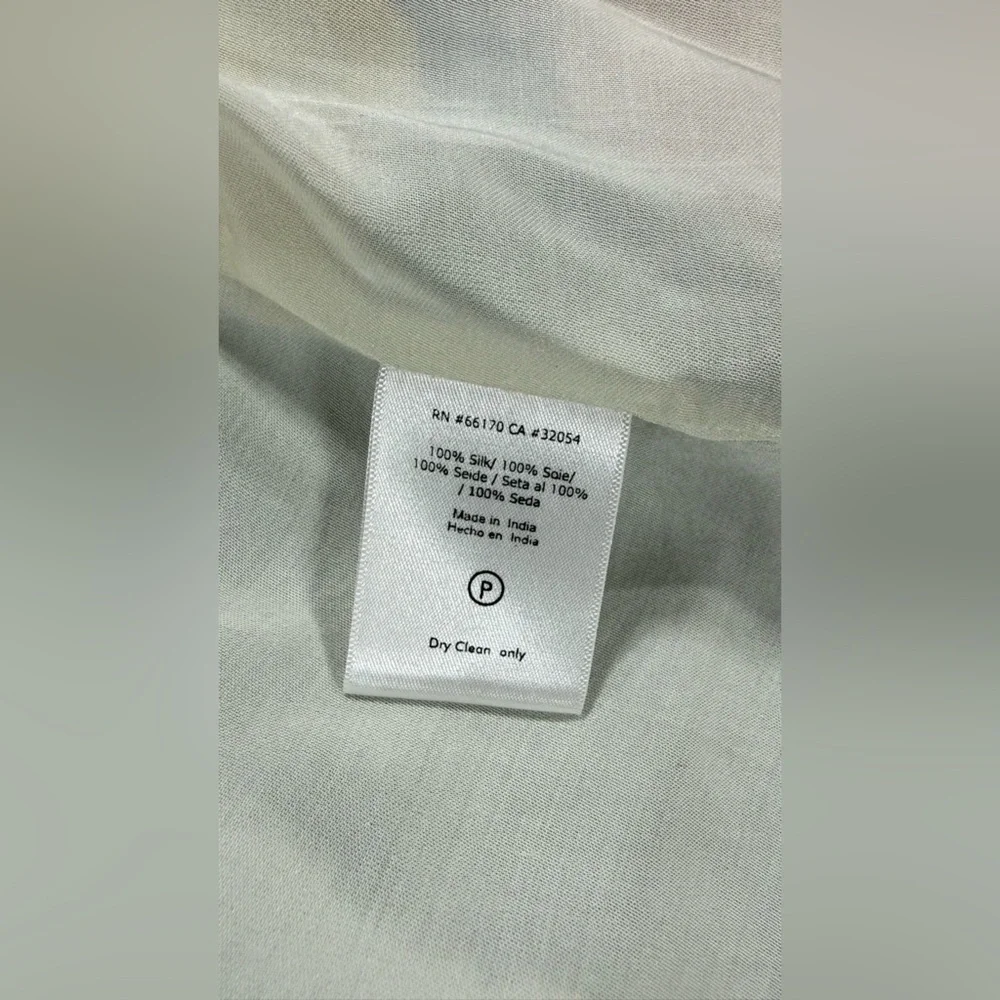 RN #66170 CA #32054
100% Silk/ 100% Soie/
100% Seide / Seta al 100%
/ 100% Seda
Made in India
Hecho en India
P
Dry Clean only